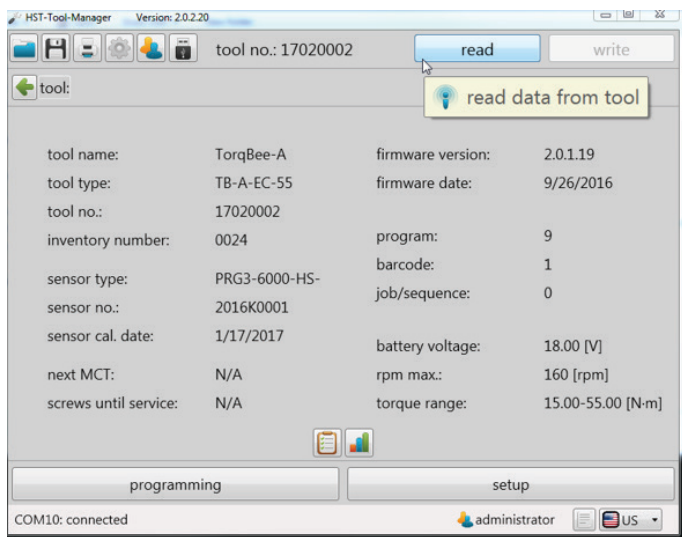 HST-Tool-Manager Version: 2.0.2.20
tool no.: 17020002 read write
tool:
read data from tool
tool name: TorqBee-A firmware version: 2.0.1.19
tool type: TB-A-EC-55 firmware date: 9/26/2016
tool no.: 17020002
inventory number: 0024 program: 9
barcode: 1
sensor type: PRG3-6000-HS-
job/sequence: 0
sensor no.: 2016K0001
sensor cal. date: 1/17/2017
battery voltage: 18.00 [V]
next MCT: N/A rpm max.: 160 [rpm]
screws until service: N/A torque range: 15.00-55.00 [N·m]
programming setup
COM10: connected administrator US